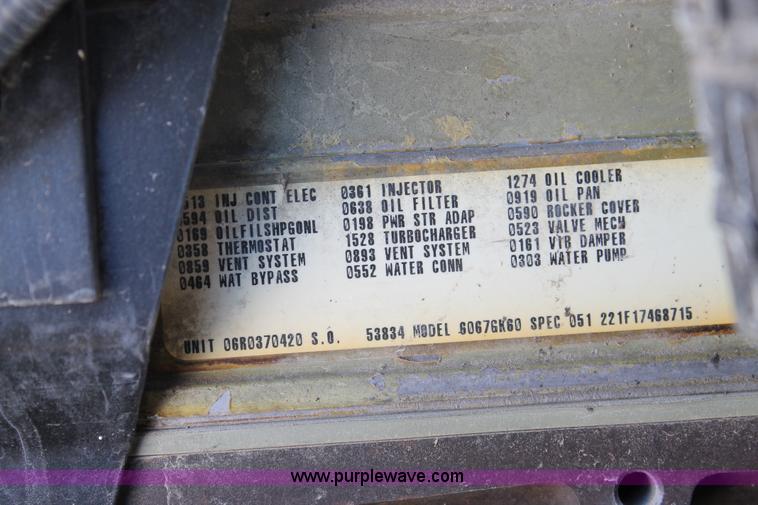 513 INJ CONT ELEC 0361 INJECTOR 1274 OIL COOLER
594 OIL DIST 0638 OIL FILTER 0919 OIL PAN
0169 OILFILSHPGONL 0198 PWR STR ADAP 0590 ROCKER COVER
0358 THERMOSTAT 1528 TURBOCHARGER 0523 VALVE MECH
0859 VENT SYSTEM 0893 VENT SYSTEM 0161 VIB DAMPER
0464 WAT BYPASS 0552 WATER CONN 0303 WATER PUMP
UNIT 06R0370420 S.O. 53834 MODEL 6067GK60 SPEC 051 221F17468715
www.purplewave.com